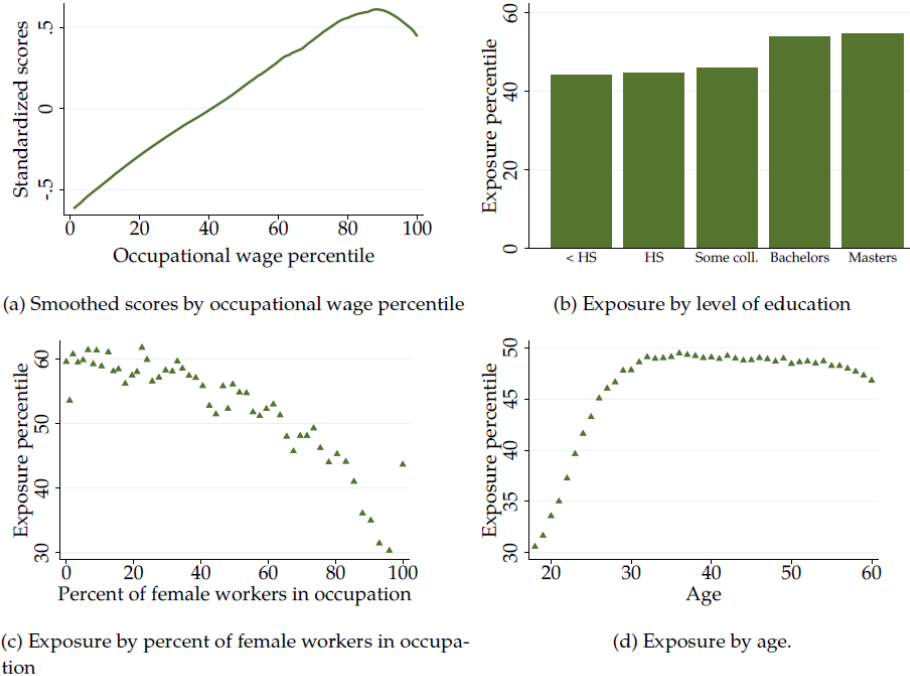 Standardized scores
.5
0
-.5
0 20 40 60 80 100
Occupational wage percentile
(a) Smoothed scores by occupational wage percentile
Exposure percentile
60
40
20
0
< HS HS Some coll. Bachelors Masters
(b) Exposure by level of education
Exposure percentile
60
50
40
30
0 20 40 60 80 100
Percent of female workers in occupation
(c) Exposure by percent of female workers in occupa-
tion
Exposure percentile
50
45
40
35
30
20 30 40 50 60
Age
(d) Exposure by age.